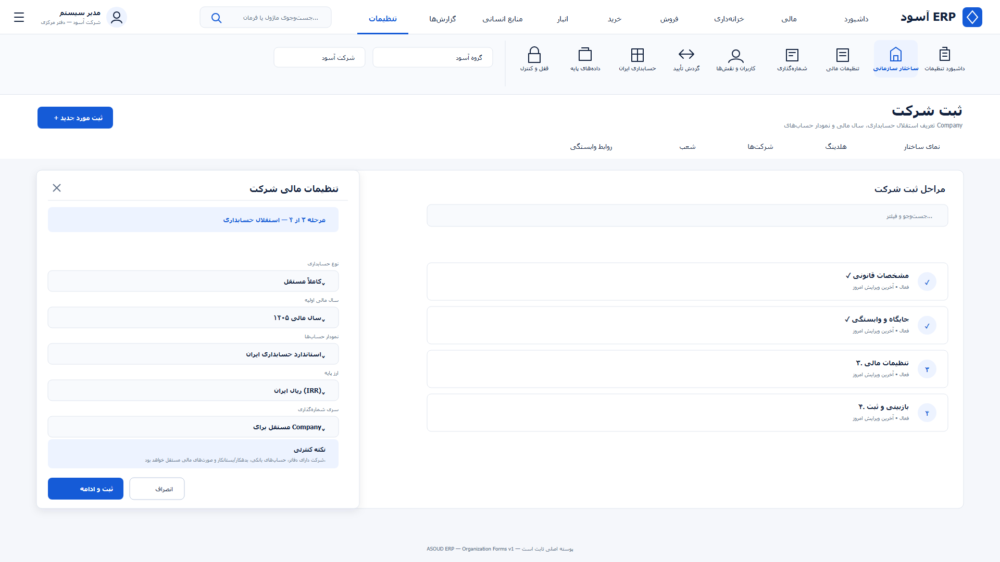 ERP آسود
داشبورد
مالی
خزانه‌داری
فروش
خرید
انبار
منابع انسانی
گزارش‌ها
تنظیمات
جست‌وجوی ماژول یا فرمان...
مدیر سیستم
شرکت آسود — دفتر مرکزی
داشبورد تنظیمات
ساختار سازمانی
تنظیمات مالی
شماره‌گذاری
کاربران و نقش‌ها
گردش تأیید
حسابداری ایران
داده‌های پایه
قفل و کنترل
گروه آسود
شرکت آسود
ثبت شرکت
Company تعریف استقلال حسابداری، سال مالی و نمودار حساب‌های
ثبت مورد جدید +
نمای ساختار
هلدینگ
شرکت‌ها
شعب
روابط وابستگی
مراحل ثبت شرکت
جست‌وجو و فیلتر...
✓
مشخصات قانونی ✓
فعال • آخرین ویرایش امروز
✓
جایگاه و وابستگی ✓
فعال • آخرین ویرایش امروز
۳
تنظیمات مالی .۳
فعال • آخرین ویرایش امروز
۴
بازبینی و ثبت .۴
فعال • آخرین ویرایش امروز
تنظیمات مالی شرکت
مرحله ۳ از ۴ — استقلال حسابداری
نوع حسابداری
کاملاً مستقل
سال مالی اولیه
سال مالی ۱۴۰۵
نمودار حساب‌ها
استاندارد حسابداری ایران
ارز پایه
(IRR) ریال ایران
سری شماره‌گذاری
Company مستقل برای
نکته کنترلی
شرکت دارای دفاتر، حساب‌های بانکی، بدهکار/بستانکار و صورت‌های مالی مستقل خواهد بود.
انصراف
ثبت و ادامه
ASOUD ERP — Organization Forms v1 — پوسته اصلی ثابت است